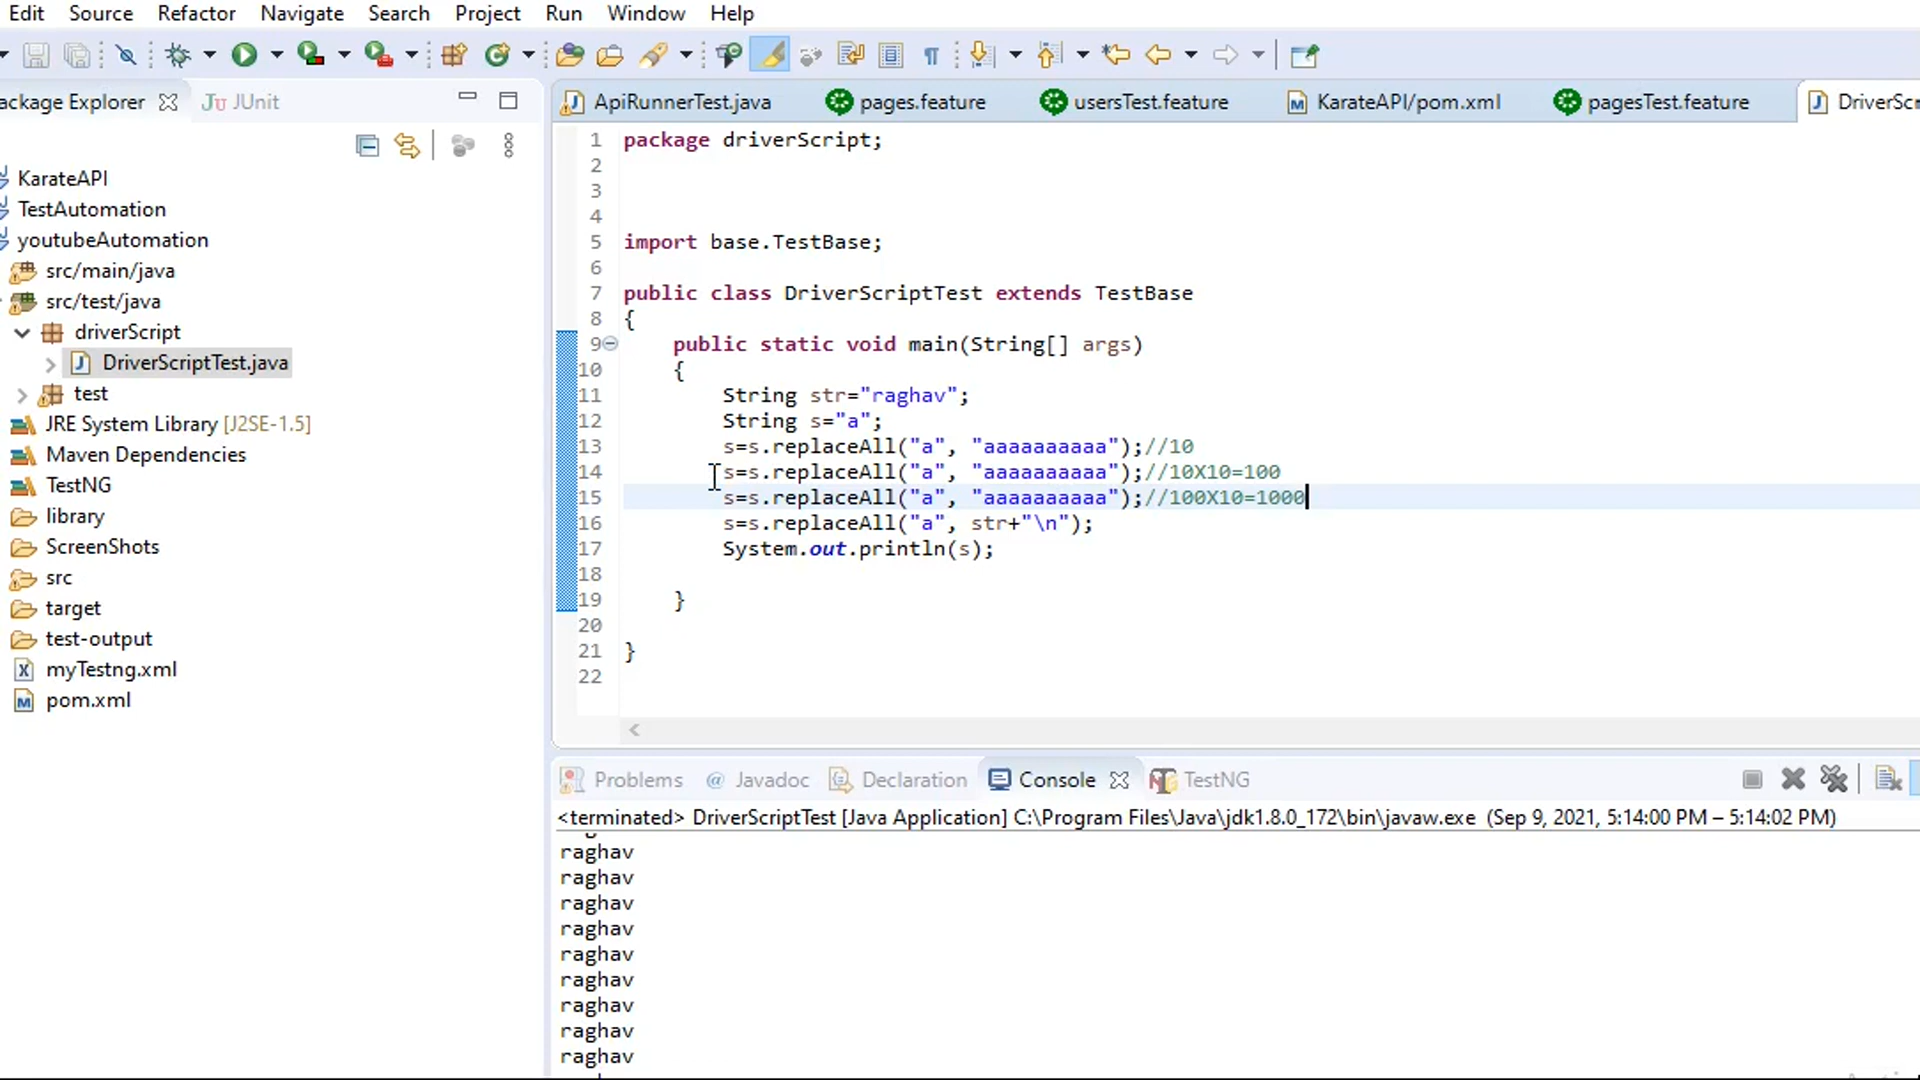 Edit Source Refactor Navigate Search Project Run Window Help
ackage Explorer JUnit
ApiRunnerTest.java pages.feature usersTest.feature KarateAPI/pom.xml pagesTest.feature DriverScr
KarateAPI
TestAutomation
youtubeAutomation
src/main/java
src/test/java
driverScript
DriverScriptTest.java
test
JRE System Library [J2SE-1.5]
Maven Dependencies
TestNG
library
ScreenShots
src
target
test-output
myTestng.xml
pom.xml
1 package driverScript;
2
3
4
5 import base.TestBase;
6
7 public class DriverScriptTest extends TestBase
8 {
9 public static void main(String[] args)
10 {
11 String str="raghav";
12 String s="a";
13 s=s.replaceAll("a", "aaaaaaaaaa");//10
14 s=s.replaceAll("a", "aaaaaaaaaa");//10X10=100
15 s=s.replaceAll("a", "aaaaaaaaaa");//100X10=1000
16 s=s.replaceAll("a", str+"\n");
17 System.out.println(s);
18
19 }
20
21 }
22
Problems @ Javadoc Declaration Console TestNG
<terminated> DriverScriptTest [Java Application] C:\Program Files\Java\jdk1.8.0_172\bin\javaw.exe (Sep 9, 2021, 5:14:00 PM – 5:14:02 PM)
raghav
raghav
raghav
raghav
raghav
raghav
raghav
raghav
raghav